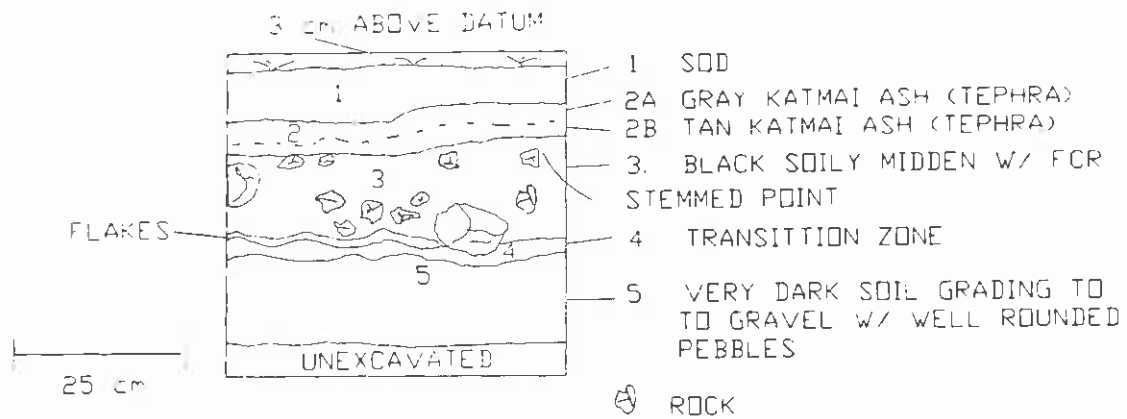 3 cm ABOVE DATUM
1 SOD
1
2A GRAY KATMAI ASH (TEPHRA)
2
2B TAN KATMAI ASH (TEPHRA)
3
3. BLACK SOILY MIDDEN W/ FCR
STEMMED POINT
FLAKES
4
4 TRANSITTION ZONE
5
5 VERY DARK SOIL GRADING TO
TO GRAVEL W/ WELL ROUNDED
PEBBLES
UNEXCAVATED
25 cm
ROCK